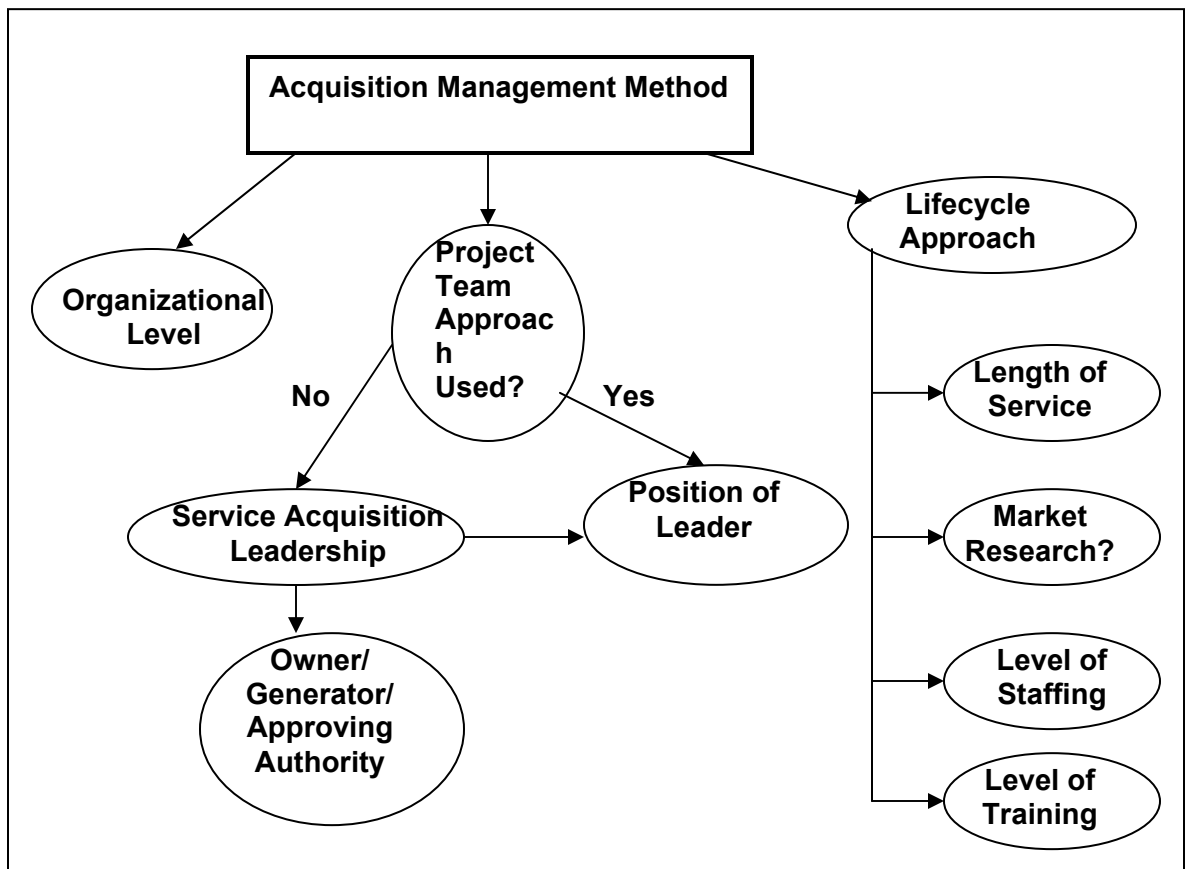 Acquisition Management Method
Organizational
Level
Project
Team
Approac
h
Used?
Lifecycle
Approach
No
Yes
Length of
Service
Service Acquisition
Leadership
Position of
Leader
Market
Research?
Owner/
Generator/
Approving
Authority
Level of
Staffing
Level of
Training